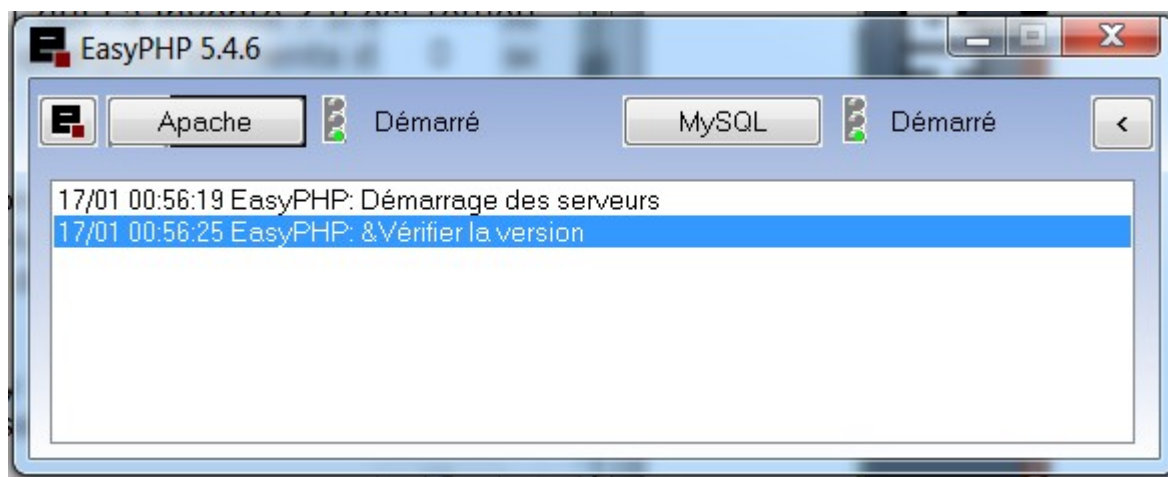 EasyPHP 5.4.6
Apache Démarré MySQL Démarré <
17/01 00:56:19 EasyPHP: Démarrage des serveurs
17/01 00:56:25 EasyPHP: &Vérifier la version